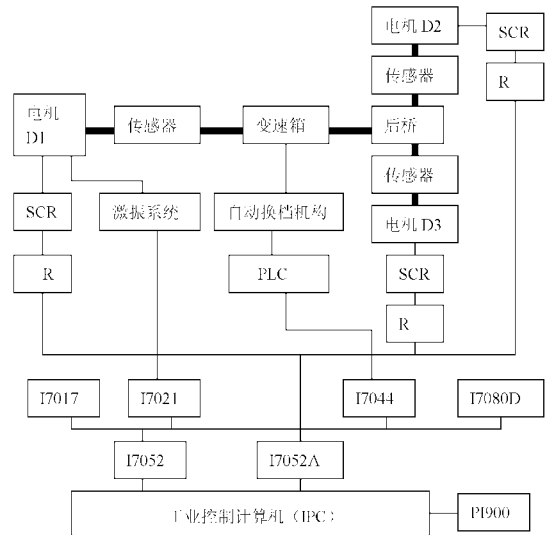 电机 D2
SCR
传感器
R
电机
D1
传感器
变速箱
后桥
传感器
SCR
激振系统
自动换档机构
电机 D3
R
PLC
SCR
R
I7017
I7021
I7044
I7080D
I7052
I7052A
工业控制计算机（IPC）
PI900